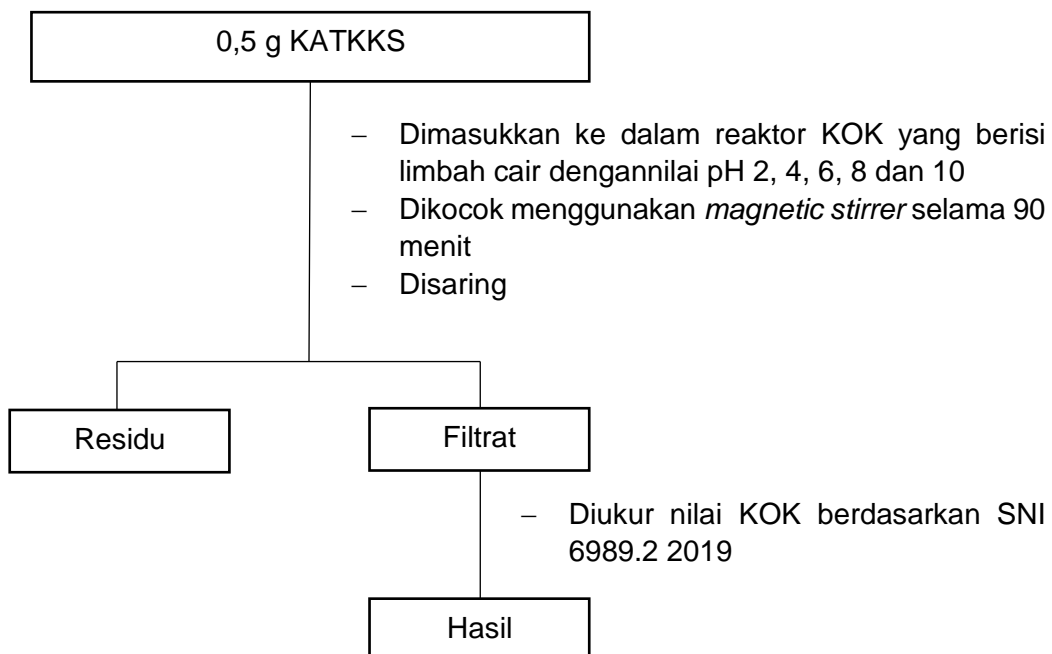 0,5 g KATKKS
– Dimasukkan ke dalam reaktor KOK yang berisi
limbah cair dengannilai pH 2, 4, 6, 8 dan 10
– Dikocok menggunakan magnetic stirrer selama 90
menit
– Disaring
Residu
Filtrat
– Diukur nilai KOK berdasarkan SNI
6989.2 2019
Hasil